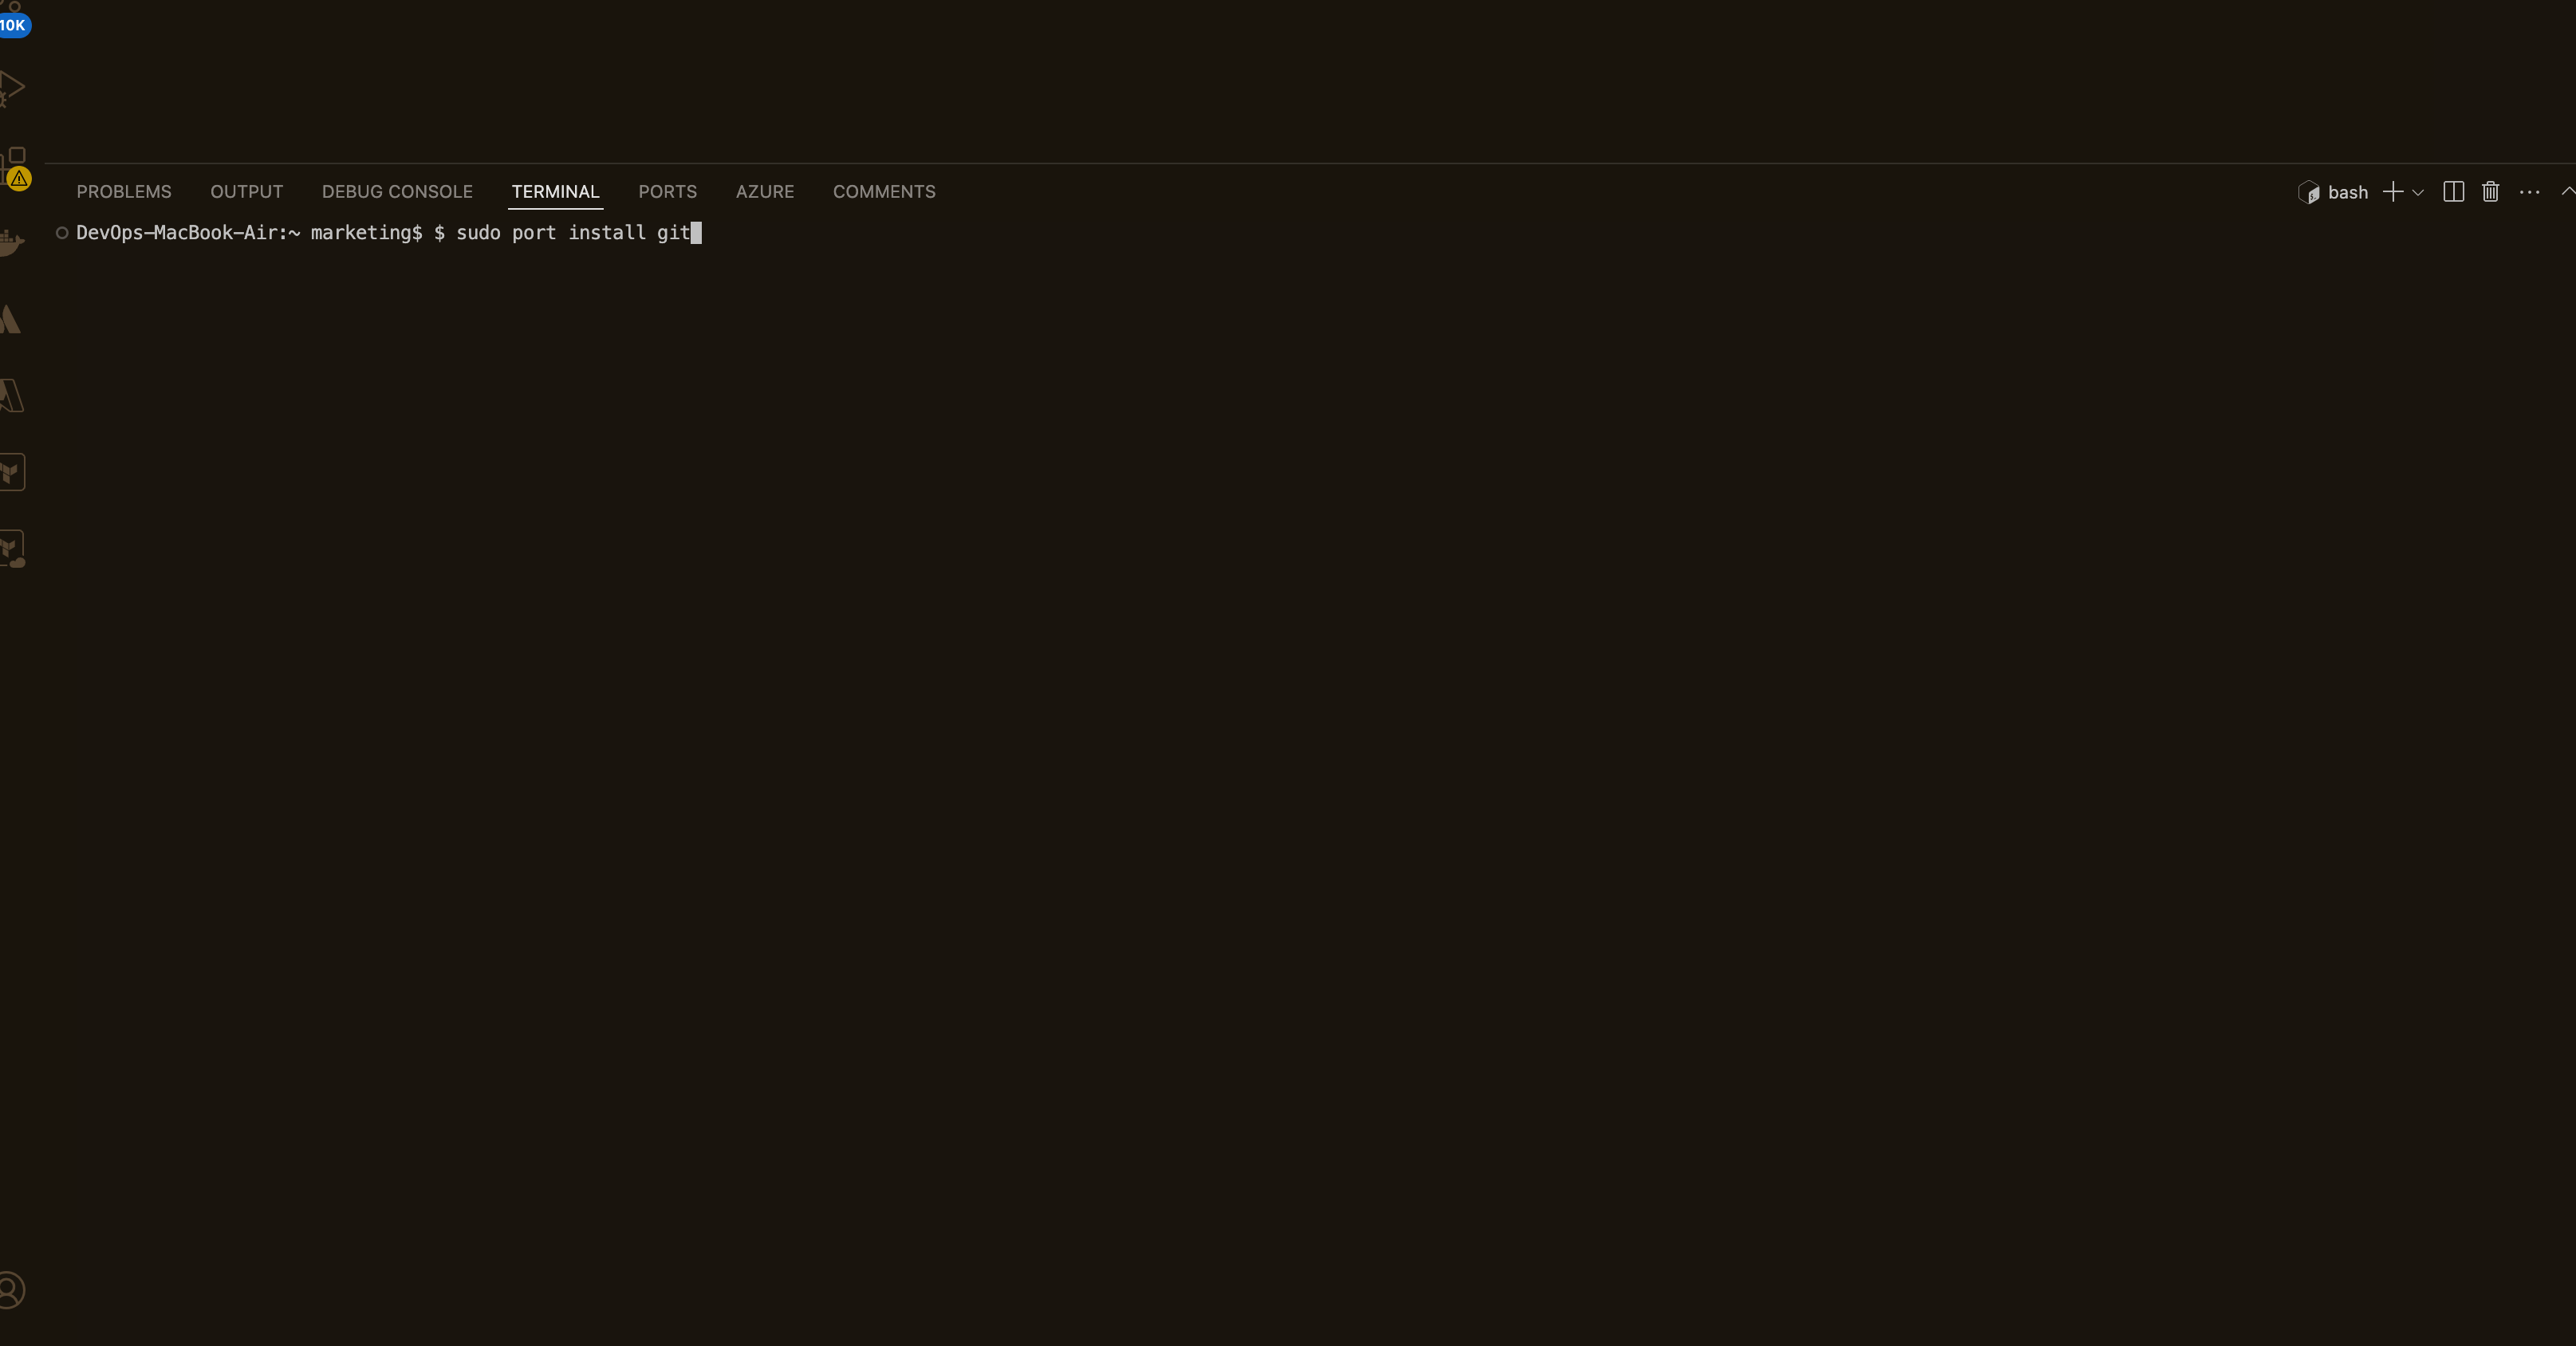 10K
PROBLEMS OUTPUT DEBUG CONSOLE TERMINAL PORTS AZURE COMMENTS bash
DevOps-MacBook-Air:~ marketing$ $ sudo port install git